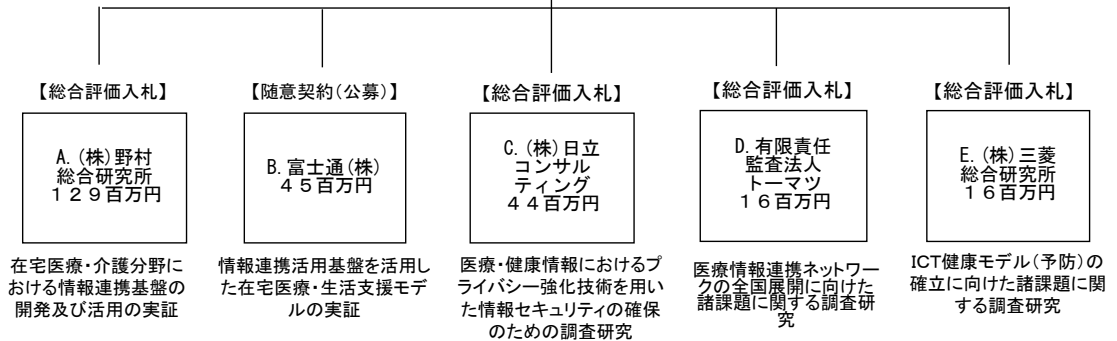 【総合評価入札】
A.(株)野村
総合研究所
１２９百万円
在宅医療・介護分野に
おける情報連携基盤の
開発及び活用の実証
【随意契約(公募)】
B.富士通(株)
４５百万円
情報連携活用基盤を活用し
た在宅医療・生活支援モデ
ルの実証
【総合評価入札】
C.(株)日立
コンサル
ティング
４４百万円
医療・健康情報におけるプ
ライバシー強化技術を用い
た情報セキュリティの確保
のための調査研究
【総合評価入札】
D.有限責任
監査法人
トーマツ
１６百万円
医療情報連携ネットワー
クの全国展開に向けた
諸課題に関する調査研
究
【総合評価入札】
E.(株)三菱
総合研究所
１６百万円
ICT健康モデル(予防)の
確立に向けた諸課題に関
する調査研究